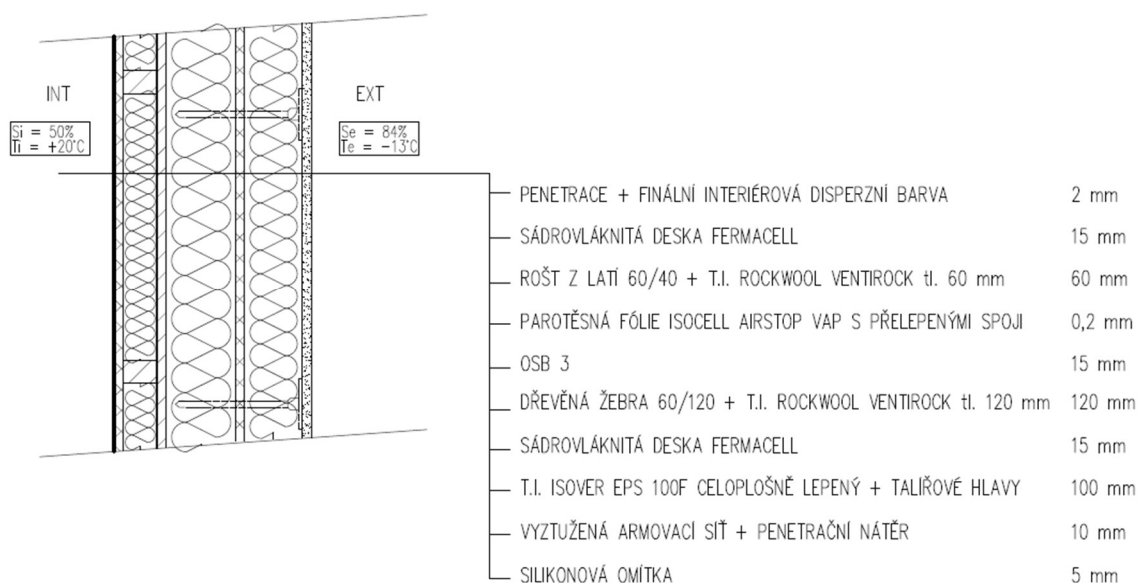 INT
Si = 50%
Ti = +20°C
EXT
Se = 84%
Te = -13°C
PENETRACE + FINÁLNÍ INTERIÉROVÁ DISPERZNÍ BARVA 2 mm
SÁDROVLÁKNITÁ DESKA FERMACELL 15 mm
ROŠT Z LATÍ 60/40 + T.I. ROCKWOOL VENTIROCK tl. 60 mm 60 mm
PAROTĚSNÁ FÓLIE ISOCELL AIRSTOP VAP S PŘELEPENÝMI SPOJI 0,2 mm
OSB 3 15 mm
DŘEVĚNÁ ŽEBRA 60/120 + T.I. ROCKWOOL VENTIROCK tl. 120 mm 120 mm
SÁDROVLÁKNITÁ DESKA FERMACELL 15 mm
T.I. ISOVER EPS 100F CELOPLOŠNĚ LEPENÝ + TALÍŘOVÉ HLAVY 100 mm
VYZTUŽENÁ ARMOVACÍ SÍŤ + PENETRAČNÍ NÁTĚR 10 mm
SILIKONOVÁ OMÍTKA 5 mm